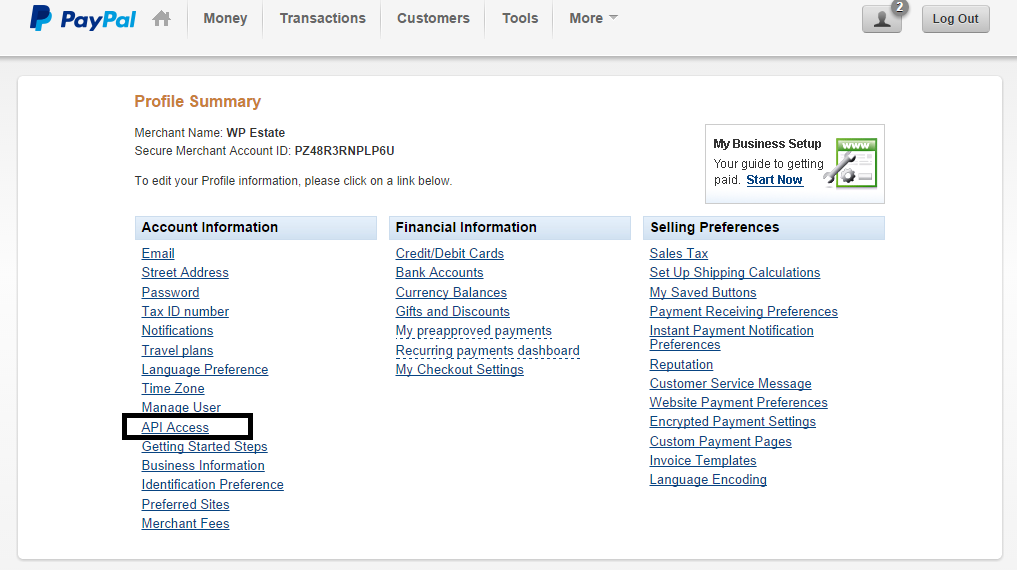 PayPal
Money
Transactions
Customers
Tools
More
2
Log Out
Profile Summary
Merchant Name: WP Estate
Secure Merchant Account ID: PZ48R3RNPLP6U
To edit your Profile information, please click on a link below.
My Business Setup
Your guide to getting
paid. Start Now
WWW
Account Information
Email
Street Address
Password
Tax ID number
Notifications
Travel plans
Language Preference
Time Zone
Manage User
API Access
Getting Started Steps
Business Information
Identification Preference
Preferred Sites
Merchant Fees
Financial Information
Credit/Debit Cards
Bank Accounts
Currency Balances
Gifts and Discounts
My preapproved payments
Recurring payments dashboard
My Checkout Settings
Selling Preferences
Sales Tax
Set Up Shipping Calculations
My Saved Buttons
Payment Receiving Preferences
Instant Payment Notification
Preferences
Reputation
Customer Service Message
Website Payment Preferences
Encrypted Payment Settings
Custom Payment Pages
Invoice Templates
Language Encoding